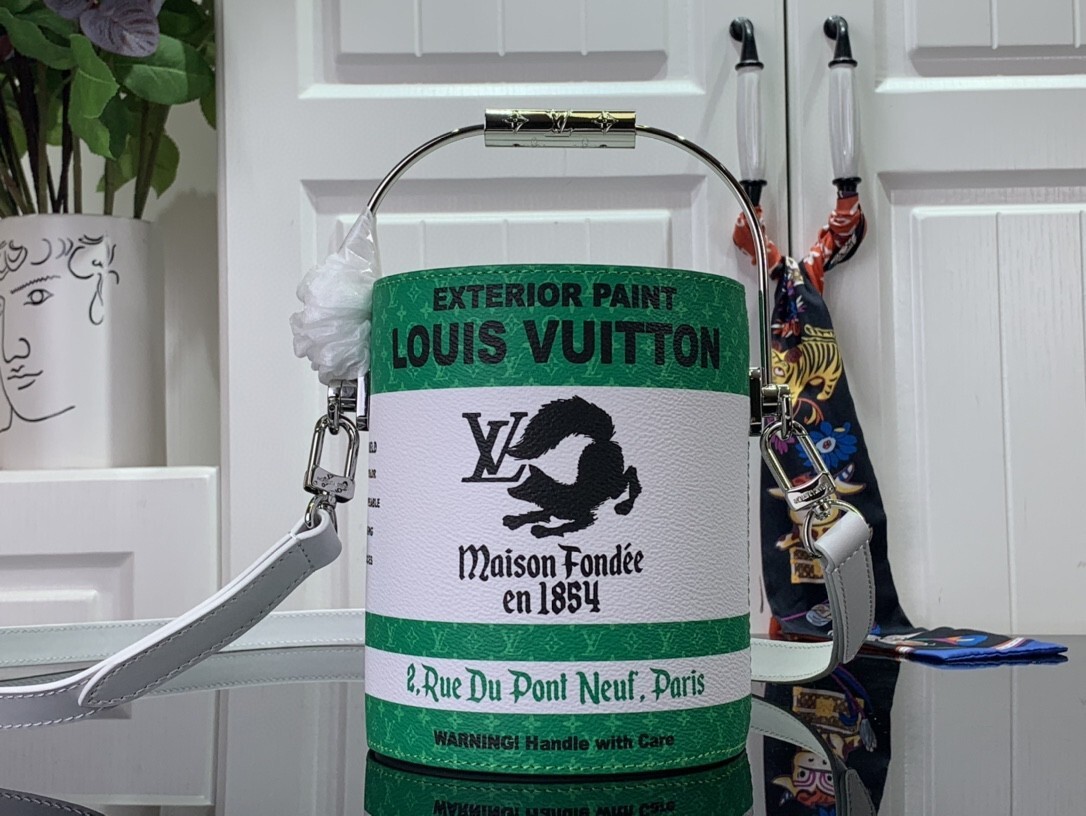 EXTERIOR PAINT
LOUIS VUITTON
LV
Maison Fondée
en 1854
2, Rue Du Pont Neuf, Paris
WARNING! Handle with Care